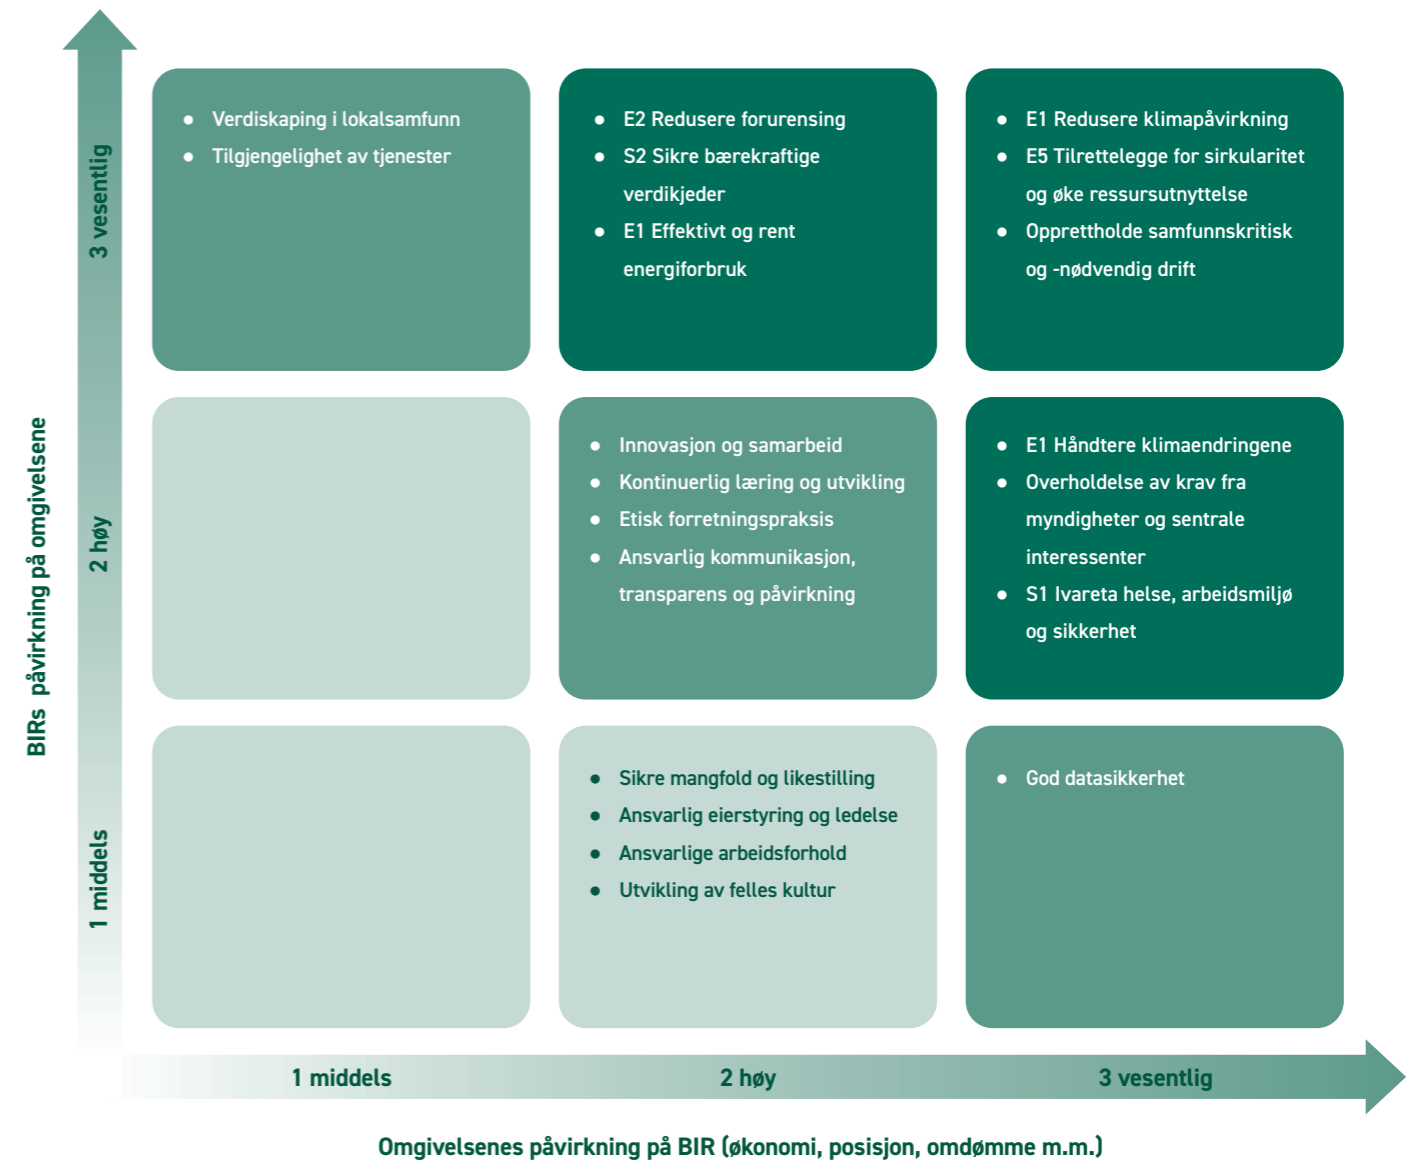 BIRs påvirkning på omgivelsene
3 vesentlig
2 høy
1 middels
● Verdiskaping i lokalsamfunn
● Tilgjengelighet av tjenester
● E2 Redusere forurensing
● S2 Sikre bærekraftige
verdikjeder
● E1 Effektivt og rent
energiforbruk
● E1 Redusere klimapåvirkning
● E5 Tilrettelegge for sirkularitet
og øke ressursutnyttelse
● Opprettholde samfunnskritisk
og -nødvendig drift
● Innovasjon og samarbeid
● Kontinuerlig læring og utvikling
● Etisk forretningspraksis
● Ansvarlig kommunikasjon,
transparens og påvirkning
● E1 Håndtere klimaendringene
● Overholdelse av krav fra
myndigheter og sentrale
interessenter
● S1 Ivareta helse, arbeidsmiljø
og sikkerhet
● Sikre mangfold og likestilling
● Ansvarlig eierstyring og ledelse
● Ansvarlige arbeidsforhold
● Utvikling av felles kultur
● God datasikkerhet
1 middels
2 høy
3 vesentlig
Omgivelsenes påvirkning på BIR (økonomi, posisjon, omdømme m.m.)